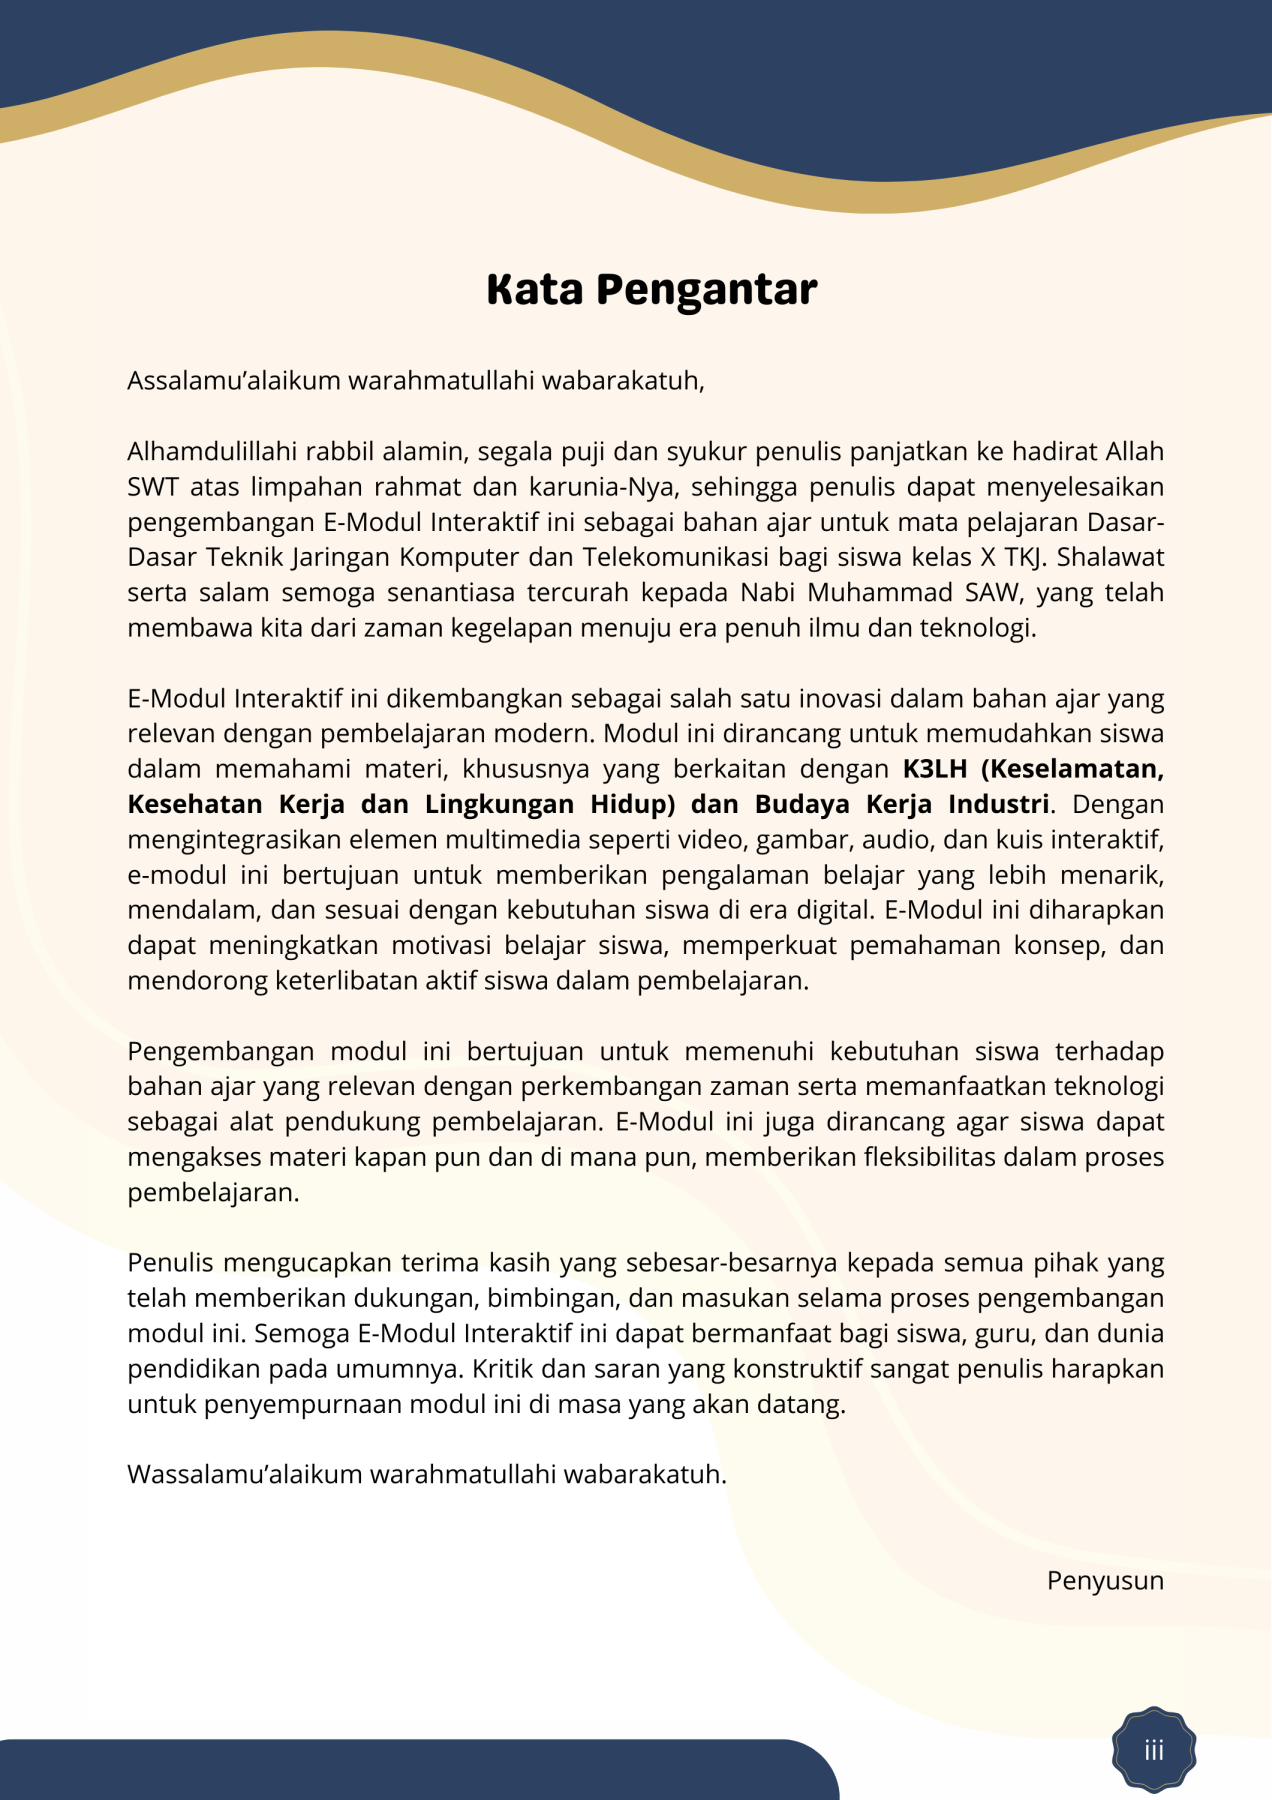 Kata Pengantar
Assalamu’alaikum warahmatullahi wabarakatuh,
Alhamdulillahi rabbil alamin, segala puji dan syukur penulis panjatkan ke hadirat Allah
SWT atas limpahan rahmat dan karunia-Nya, sehingga penulis dapat menyelesaikan
pengembangan E-Modul Interaktif ini sebagai bahan ajar untuk mata pelajaran Dasar-
Dasar Teknik Jaringan Komputer dan Telekomunikasi bagi siswa kelas X TKJ. Shalawat
serta salam semoga senantiasa tercurah kepada Nabi Muhammad SAW, yang telah
membawa kita dari zaman kegelapan menuju era penuh ilmu dan teknologi.
E-Modul Interaktif ini dikembangkan sebagai salah satu inovasi dalam bahan ajar yang
relevan dengan pembelajaran modern. Modul ini dirancang untuk memudahkan siswa
dalam memahami materi, khususnya yang berkaitan dengan K3LH (Keselamatan,
Kesehatan Kerja dan Lingkungan Hidup) dan Budaya Kerja Industri. Dengan
mengintegrasikan elemen multimedia seperti video, gambar, audio, dan kuis interaktif,
e-modul ini bertujuan untuk memberikan pengalaman belajar yang lebih menarik,
mendalam, dan sesuai dengan kebutuhan siswa di era digital. E-Modul ini diharapkan
dapat meningkatkan motivasi belajar siswa, memperkuat pemahaman konsep, dan
mendorong keterlibatan aktif siswa dalam pembelajaran.
Pengembangan modul ini bertujuan untuk memenuhi kebutuhan siswa terhadap
bahan ajar yang relevan dengan perkembangan zaman serta memanfaatkan teknologi
sebagai alat pendukung pembelajaran. E-Modul ini juga dirancang agar siswa dapat
mengakses materi kapan pun dan di mana pun, memberikan fleksibilitas dalam proses
pembelajaran.
Penulis mengucapkan terima kasih yang sebesar-besarnya kepada semua pihak yang
telah memberikan dukungan, bimbingan, dan masukan selama proses pengembangan
modul ini. Semoga E-Modul Interaktif ini dapat bermanfaat bagi siswa, guru, dan dunia
pendidikan pada umumnya. Kritik dan saran yang konstruktif sangat penulis harapkan
untuk penyempurnaan modul ini di masa yang akan datang.
Wassalamu’alaikum warahmatullahi wabarakatuh.
Penyusun
iii